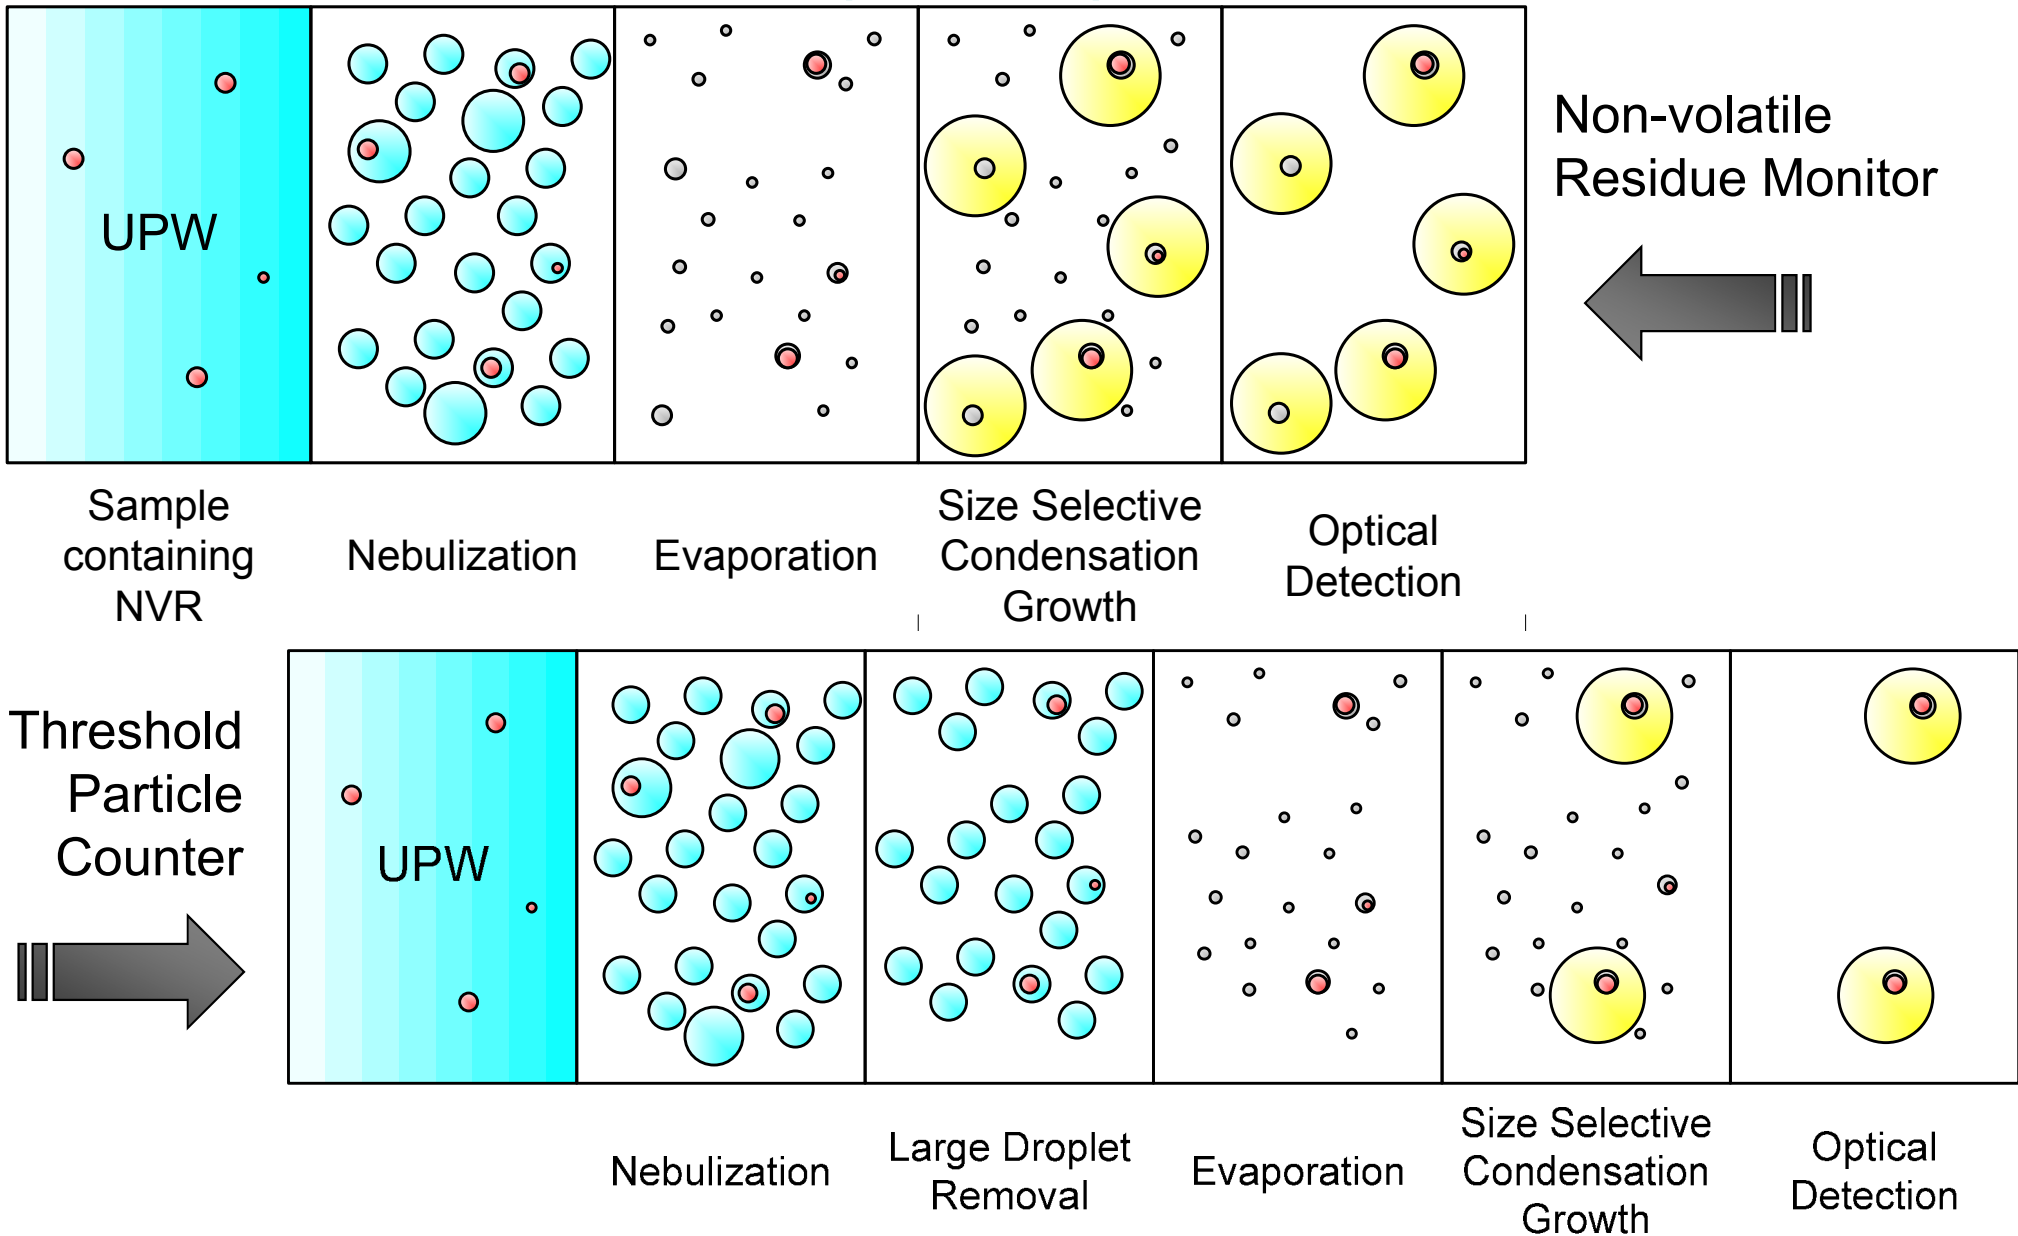 UPW
Non-volatile
Residue Monitor
Sample
containing
NVR
Nebulization
Evaporation
Size Selective
Condensation
Growth
Optical
Detection
Threshold
Particle
Counter
UPW
Nebulization
Large Droplet
Removal
Evaporation
Size Selective
Condensation
Growth
Optical
Detection